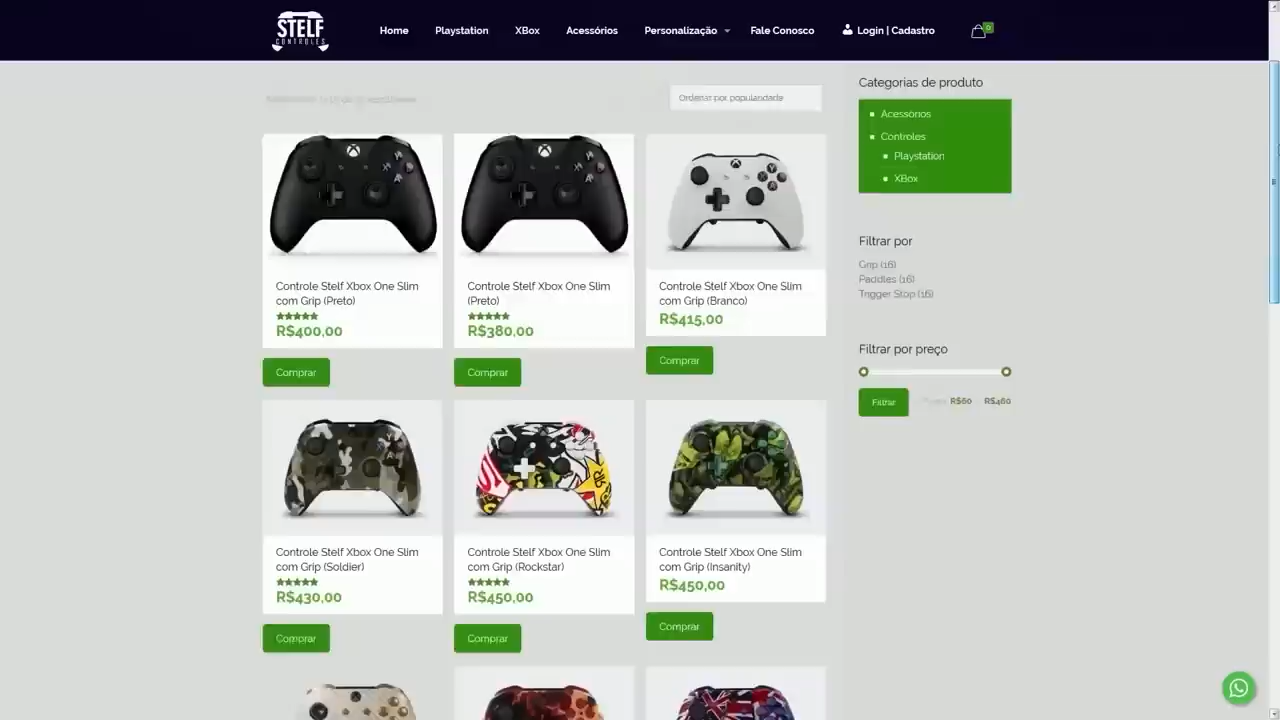 STELF
CONTROLES
Home
Playstation
XBox
Acessórios
Personalização
Fale Conosco
Login | Cadastro
0
Ordenar por popularidade
Categorias de produto
Acessórios
Controles
Playstation
XBox
Filtrar por
Grip (16)
Paddles (16)
Trigger Stop (16)
Filtrar por preço
Filtrar
R$60
R$460
Controle Stelf Xbox One Slim
com Grip (Preto)
R$400,00
Comprar
Controle Stelf Xbox One Slim
(Preto)
R$380,00
Comprar
Controle Stelf Xbox One Slim
com Grip (Branco)
R$415,00
Comprar
Controle Stelf Xbox One Slim
com Grip (Soldier)
R$430,00
Comprar
Controle Stelf Xbox One Slim
com Grip (Rockstar)
R$450,00
Comprar
Controle Stelf Xbox One Slim
com Grip (Insanity)
R$450,00
Comprar